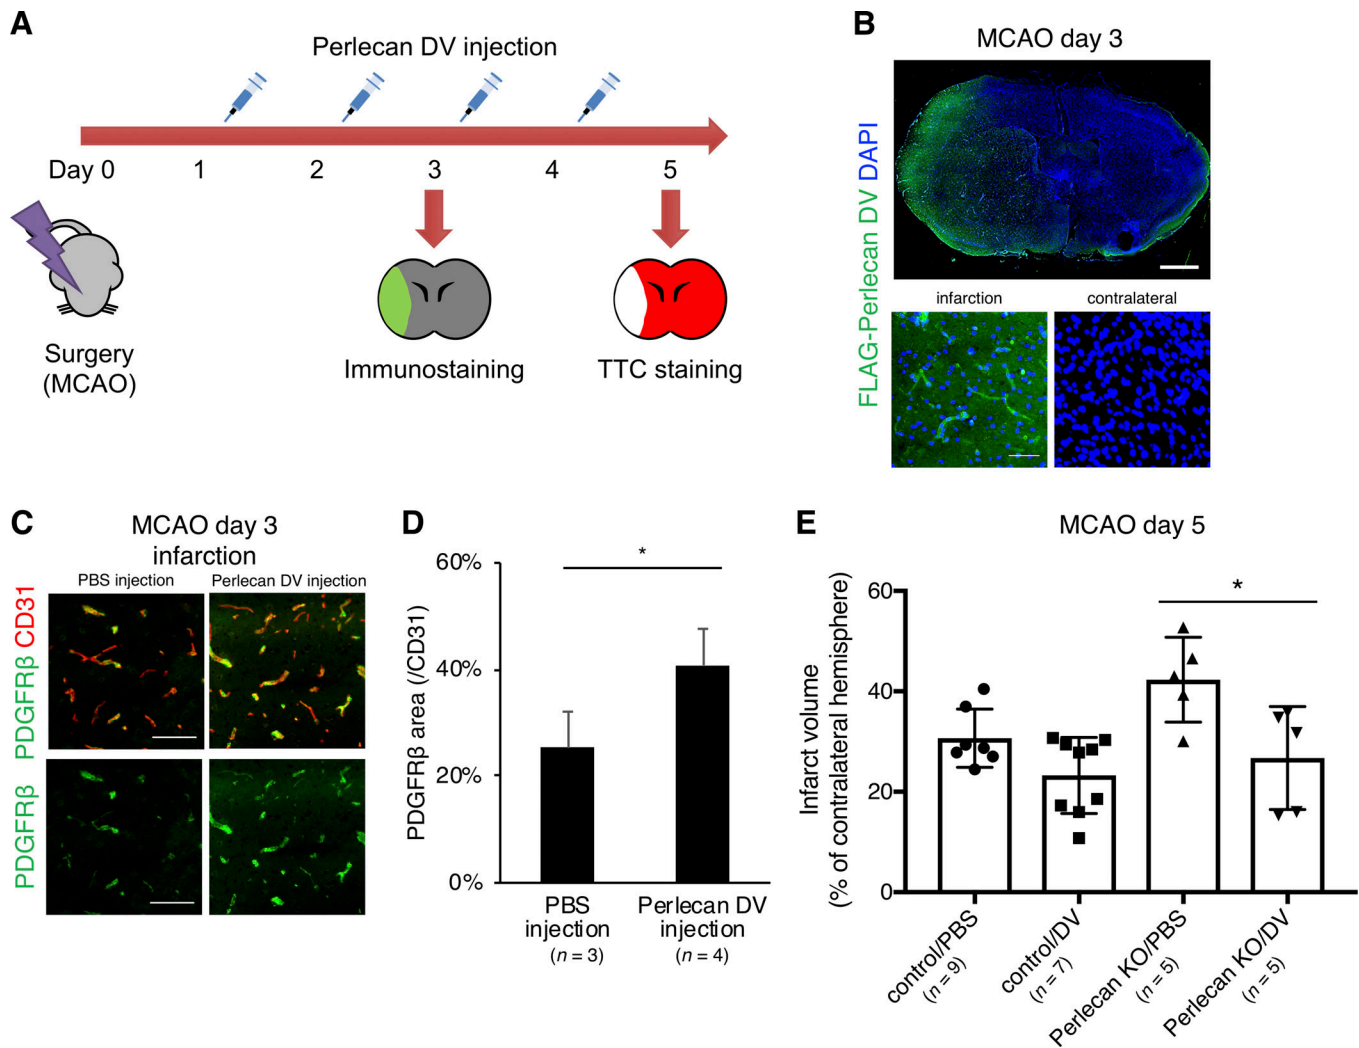 A
Perlecan DV injection
Day 0 1 2 3 4 5
Surgery
(MCAO)
Immunostaining
TTC staining
B
MCAO day 3
FLAG-Perlecan DV DAPI
infarction
contralateral
C
MCAO day 3
infarction
PBS injection
Perlecan DV injection
PDGFRβ CD31
PDGFRβ
D
60%
40%
20%
0%
PDGFRβ area (/CD31)
*
PBS
injection
(n = 3)
Perlecan DV
injection
(n = 4)
E
MCAO day 5
Infarct volume
(% of contralateral hemisphere)
60
40
20
0
*
control/PBS
(n = 9)
control/DV
(n = 7)
Perlecan KO/PBS
(n = 5)
Perlecan KO/DV
(n = 5)